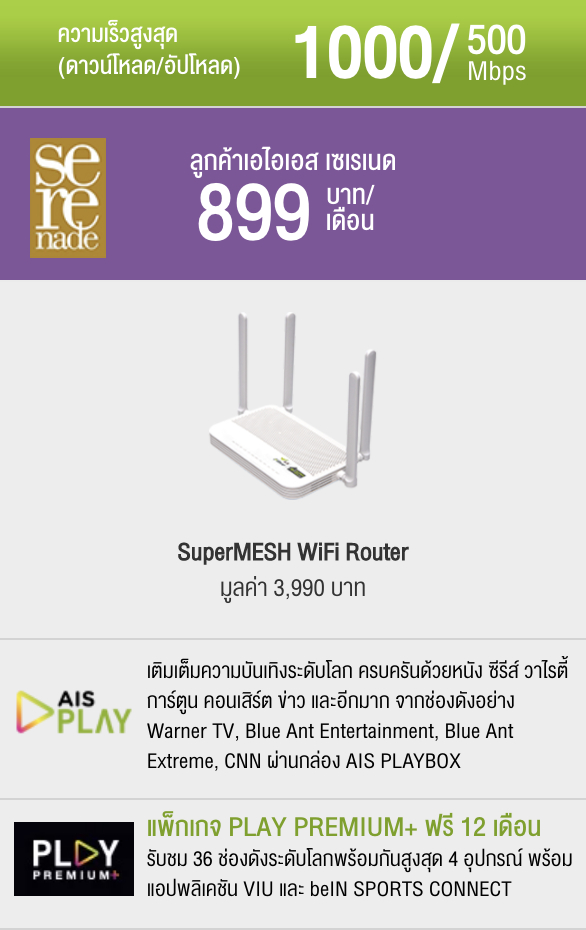 ความเร็วสูงสุด
(ดาวน์โหลด/อัปโหลด)
1000/500 Mbps
serenade
ลูกค้าเอไอเอส เซเรเนด
899 บาท/เดือน
SuperMESH WiFi Router
มูลค่า 3,990 บาท
AIS PLAY
เติมเต็มความบันเทิงระดับโลก ครบครันด้วยหนัง ซีรีส์ วาไรตี้
การ์ตูน คอนเสิร์ต ข่าว และอีกมาก จากช่องดังอย่าง
Warner TV, Blue Ant Entertainment, Blue Ant
Extreme, CNN ผ่านกล่อง AIS PLAYBOX
PLAY PREMIUM+
แพ็กเกจ PLAY PREMIUM+ ฟรี 12 เดือน
รับชม 36 ช่องดังระดับโลกพร้อมกันสูงสุด 4 อุปกรณ์ พร้อม
แอปพลิเคชัน VIU และ beIN SPORTS CONNECT